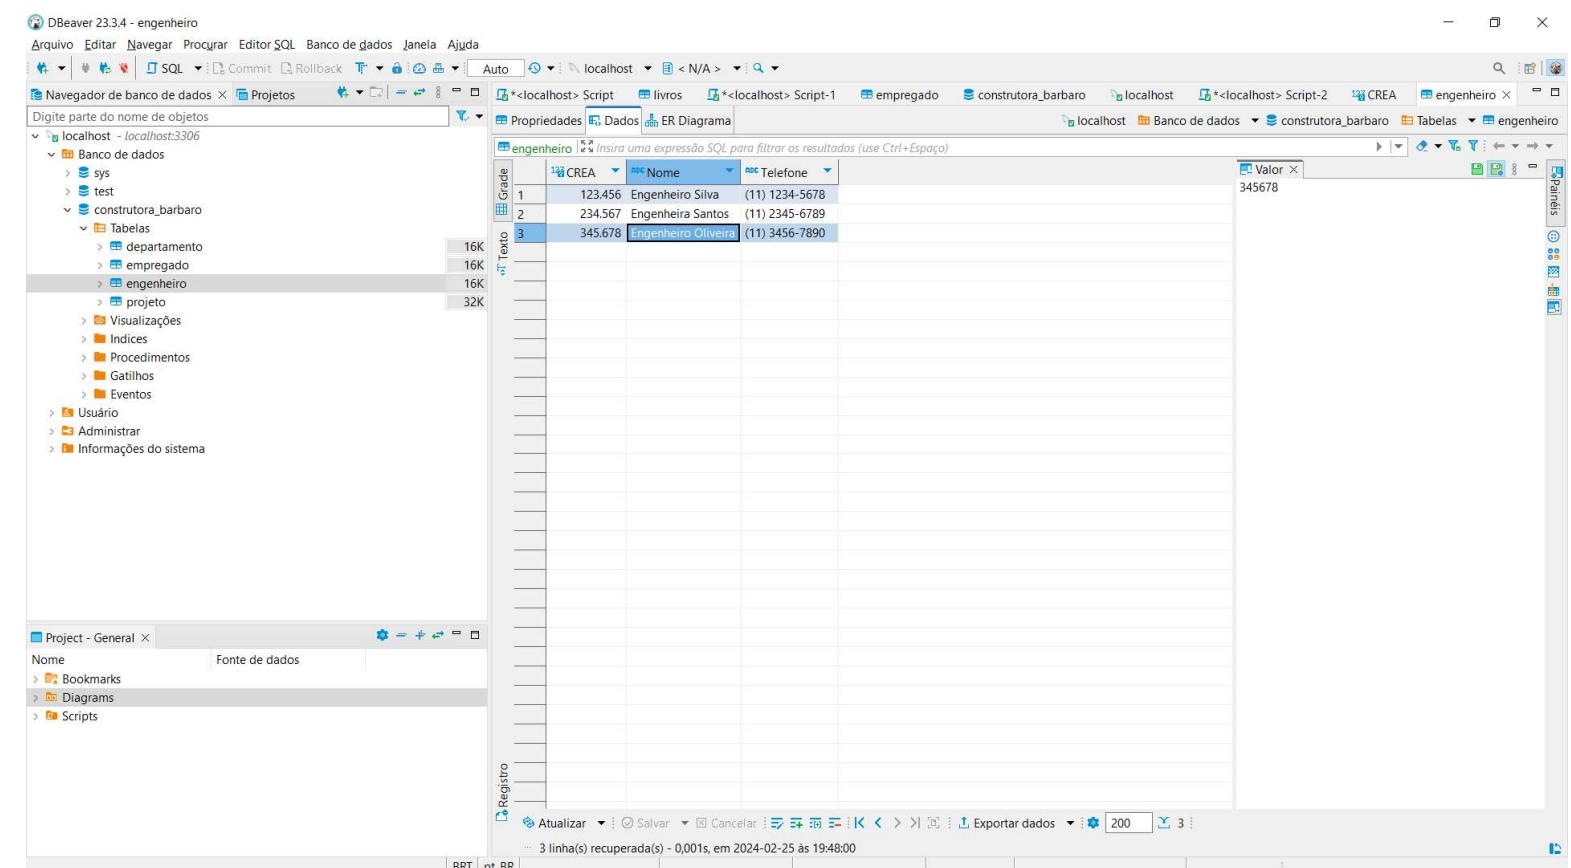 DBeaver 23.3.4 - engenheiro
Arquivo Editar Navegar Procurar Editor SQL Banco de dados Janela Ajuda
SQL Commit Rollback T Auto localhost < N/A >
Navegador de banco de dados Projetos
*<localhost> Script livros *<localhost> Script-1 empregado construtora_barbaro localhost *<localhost> Script-2 123 CREA engenheiro
Digite parte do nome de objetos
Propriedades Dados ER Diagrama localhost Banco de dados construtora_barbaro Tabelas engenheiro
localhost - localhost:3306
Banco de dados
sys
test
construtora_barbaro
Tabelas
departamento 16K
empregado 16K
engenheiro 16K
projeto 32K
Visualizações
Indices
Procedimentos
Gatilhos
Eventos
Usuário
Administrar
Informações do sistema
engenheiro Insira uma expressão SQL para filtrar os resultados (use Ctrl+Espaço)
Grade
Texto
Registro
123 CREA ABC Nome ABC Telefone
1 123.456 Engenheiro Silva (11) 1234-5678
2 234.567 Engenheira Santos (11) 2345-6789
3 345.678 Engenheiro Oliveira (11) 3456-7890
Valor
345678
Painéis
Project - General
Nome Fonte de dados
Bookmarks
Diagrams
Scripts
Atualizar Salvar Cancelar Exportar dados 200 3
3 linha(s) recuperada(s) - 0,001s, em 2024-02-25 às 19:48:00
BRT pt_BR